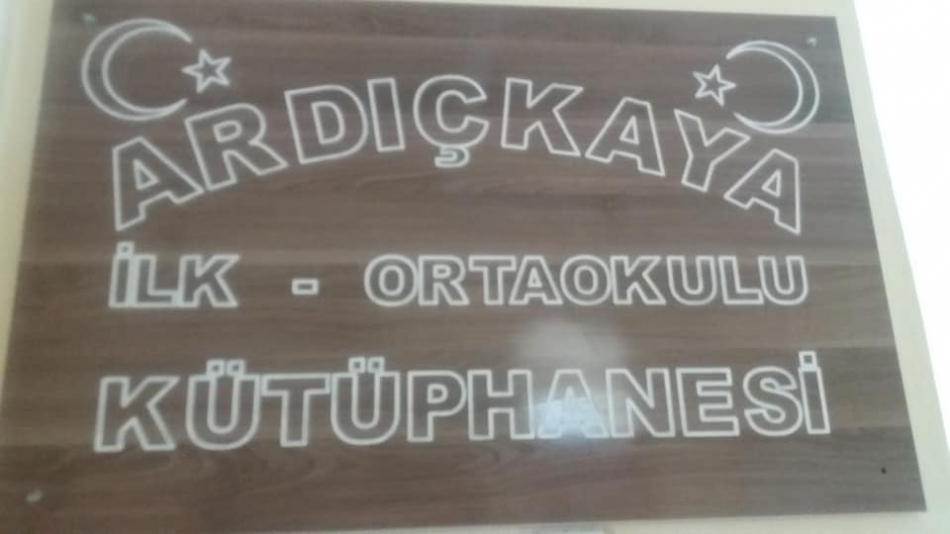 ARDIÇKAYA
İLK - ORTAOKULU
KÜTÜPHANESİ